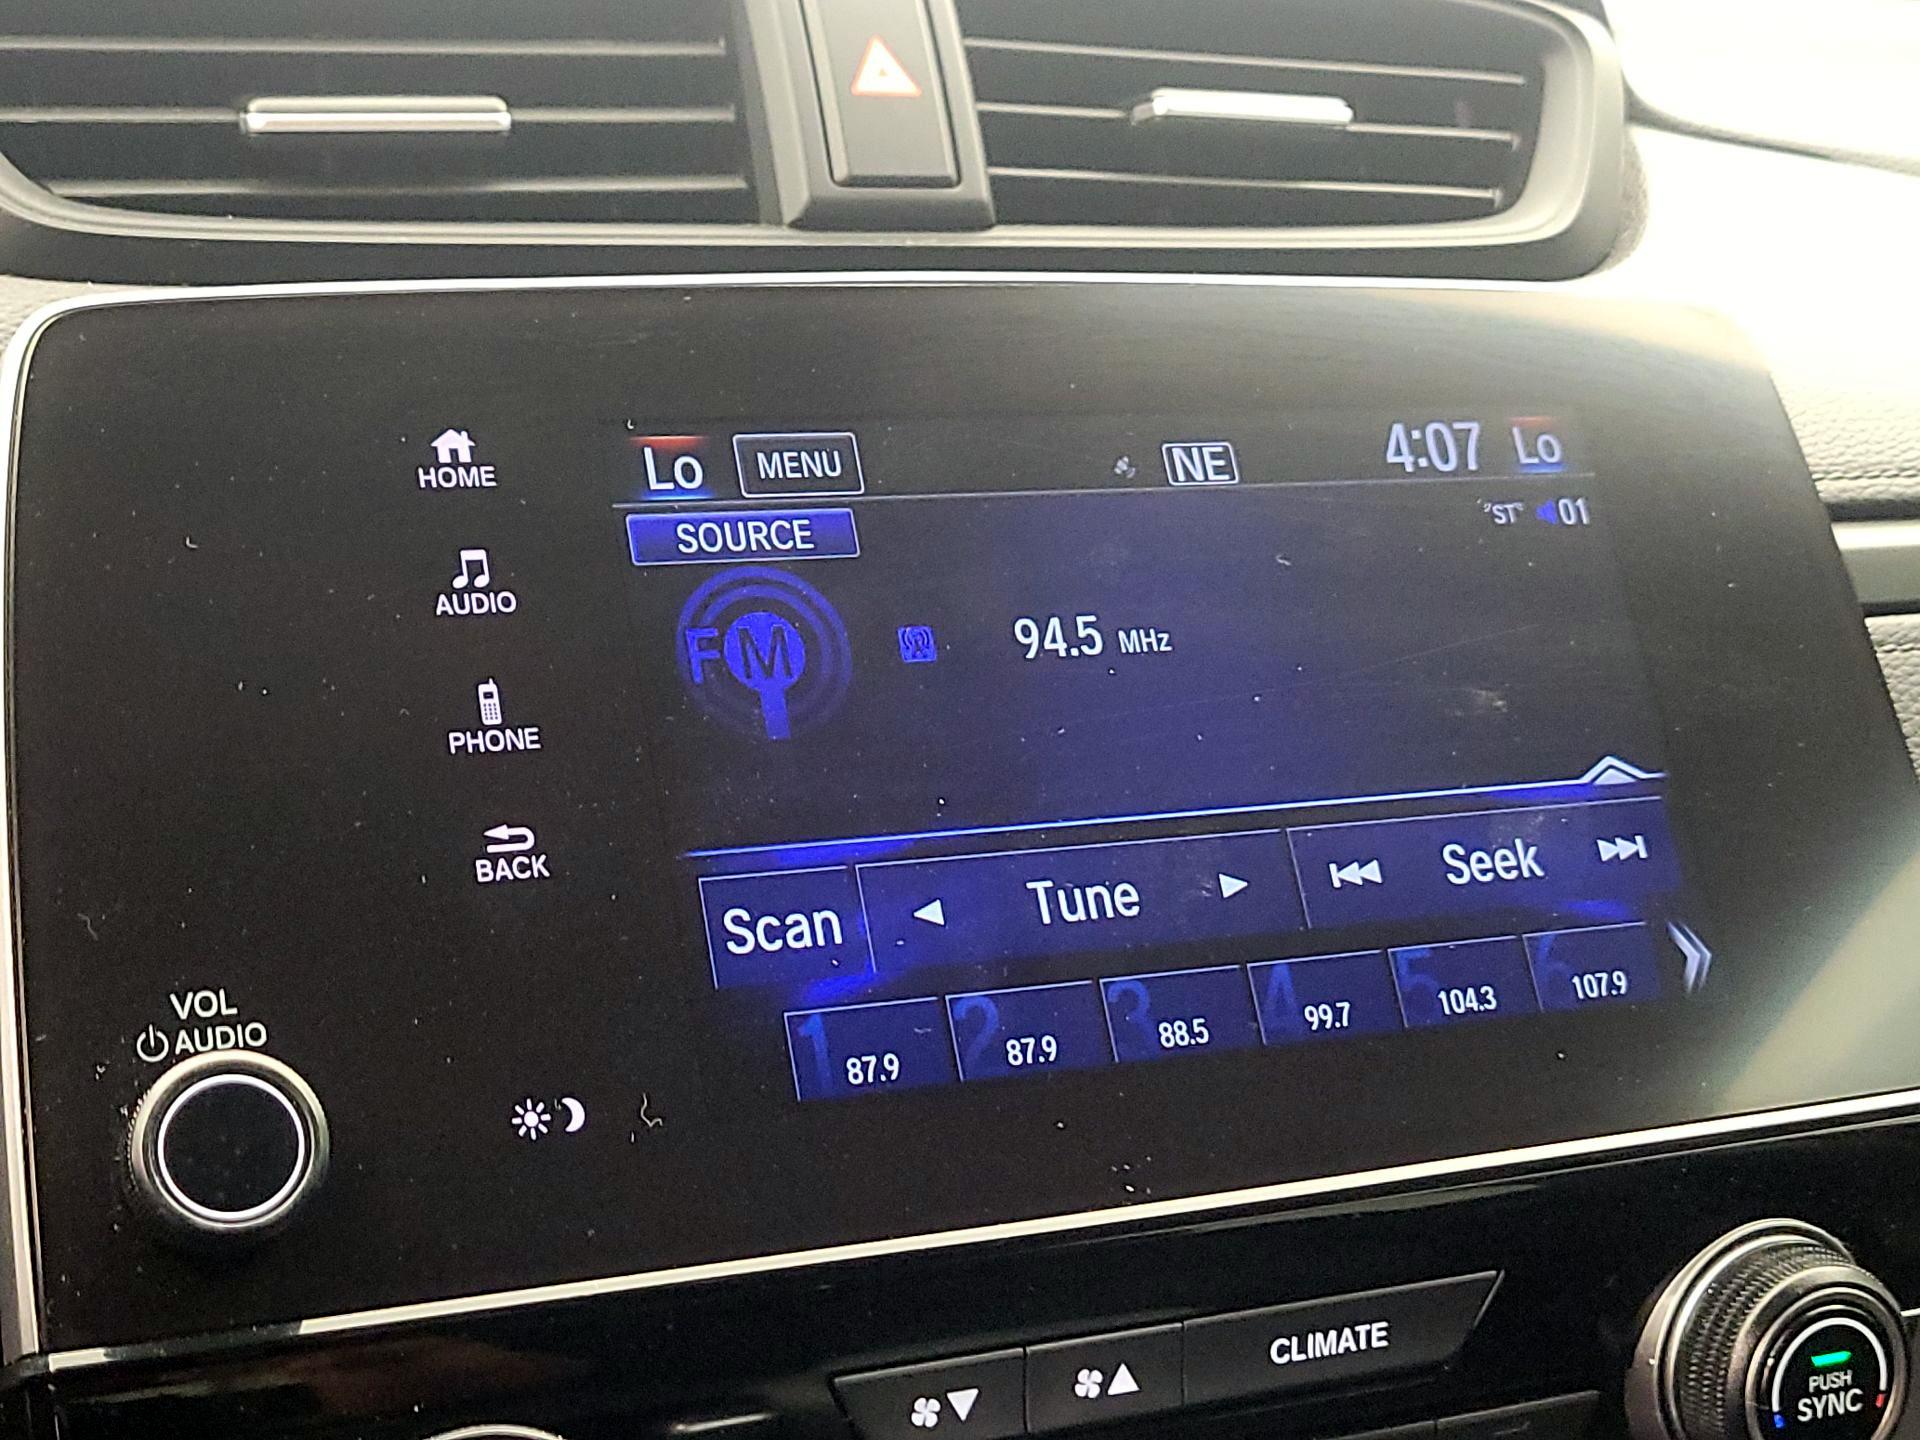 HOME
AUDIO
PHONE
BACK
VOL
AUDIO
Lo MENU NE 4:07 Lo
SOURCE "ST" 01
FM 94.5 MHz
Scan Tune Seek
1 87.9 2 87.9 3 88.5 4 99.7 5 104.3 6 107.9
CLIMATE
PUSH
SYNC